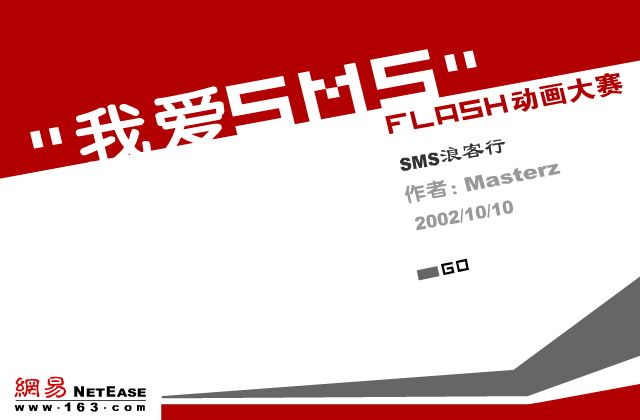 "我爱SMS"
FLASH动画大赛
SMS浪客行
作者：Masterz
2002/10/10
GO
網易 NETEASE
www.163.com